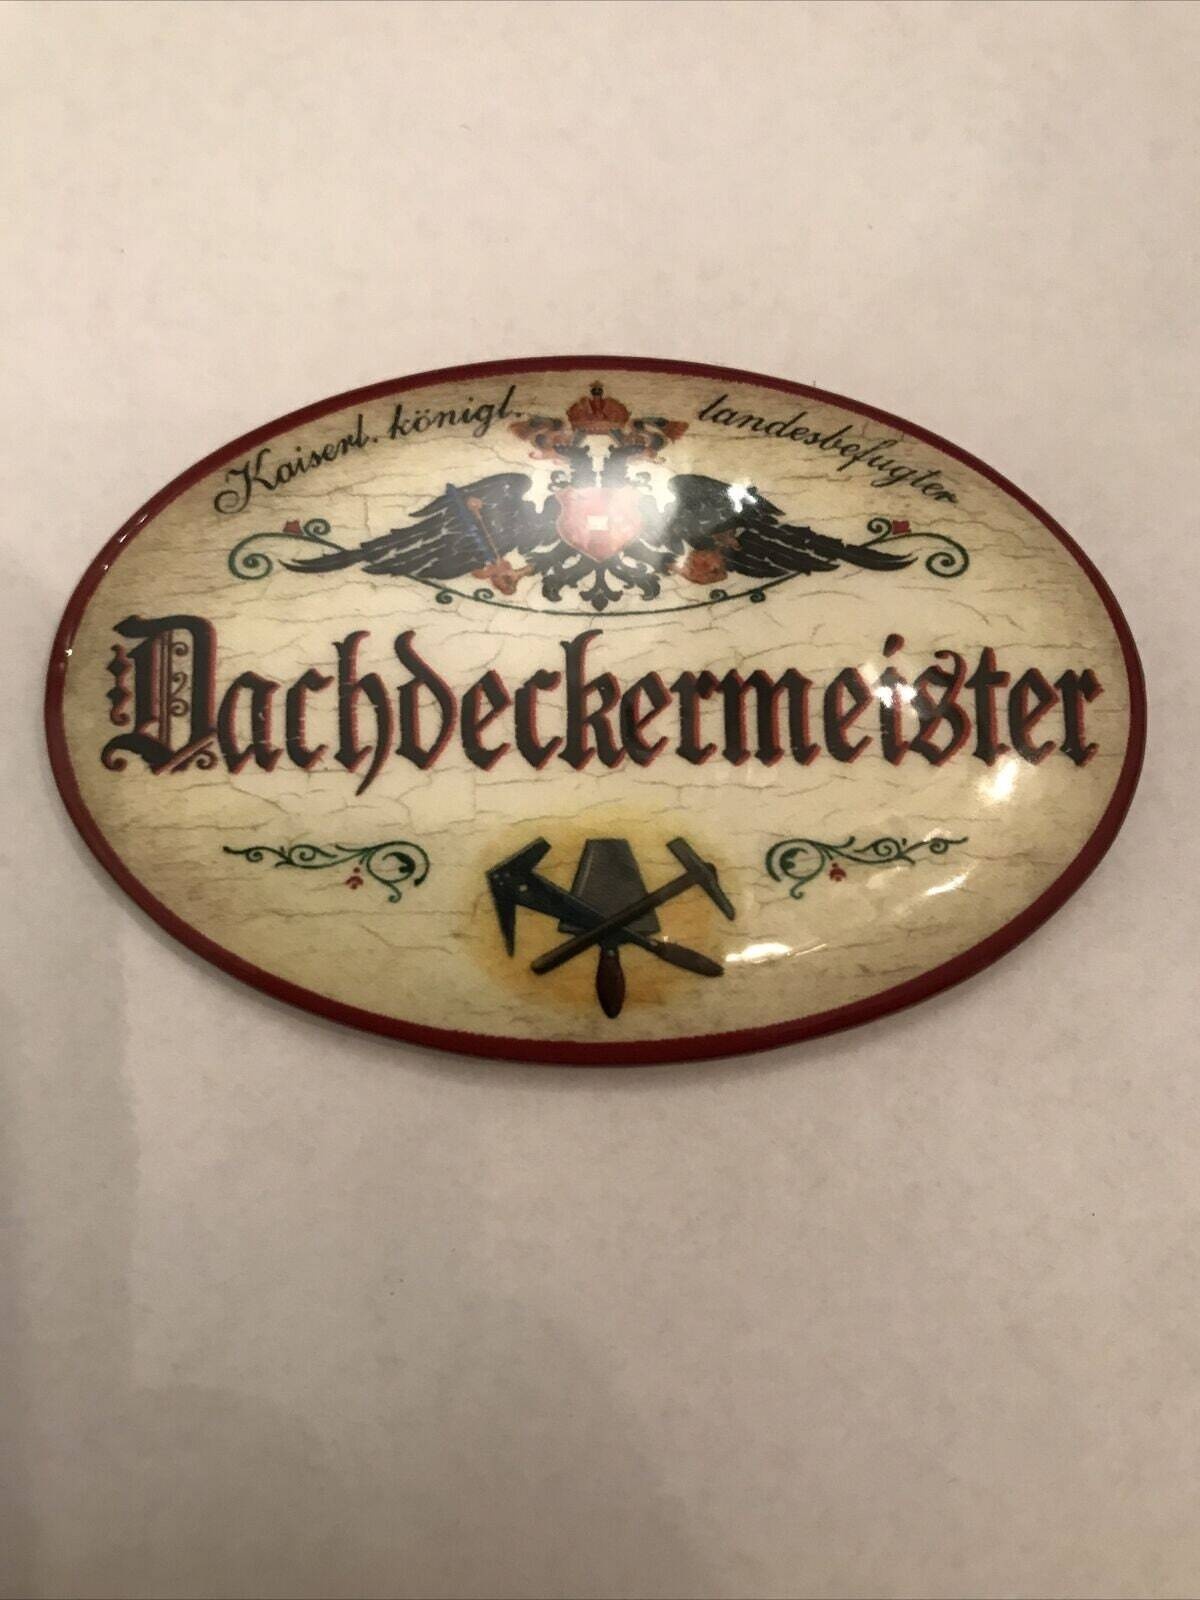 Kaiserl. königl. landesbefugter
Dachdeckermeister